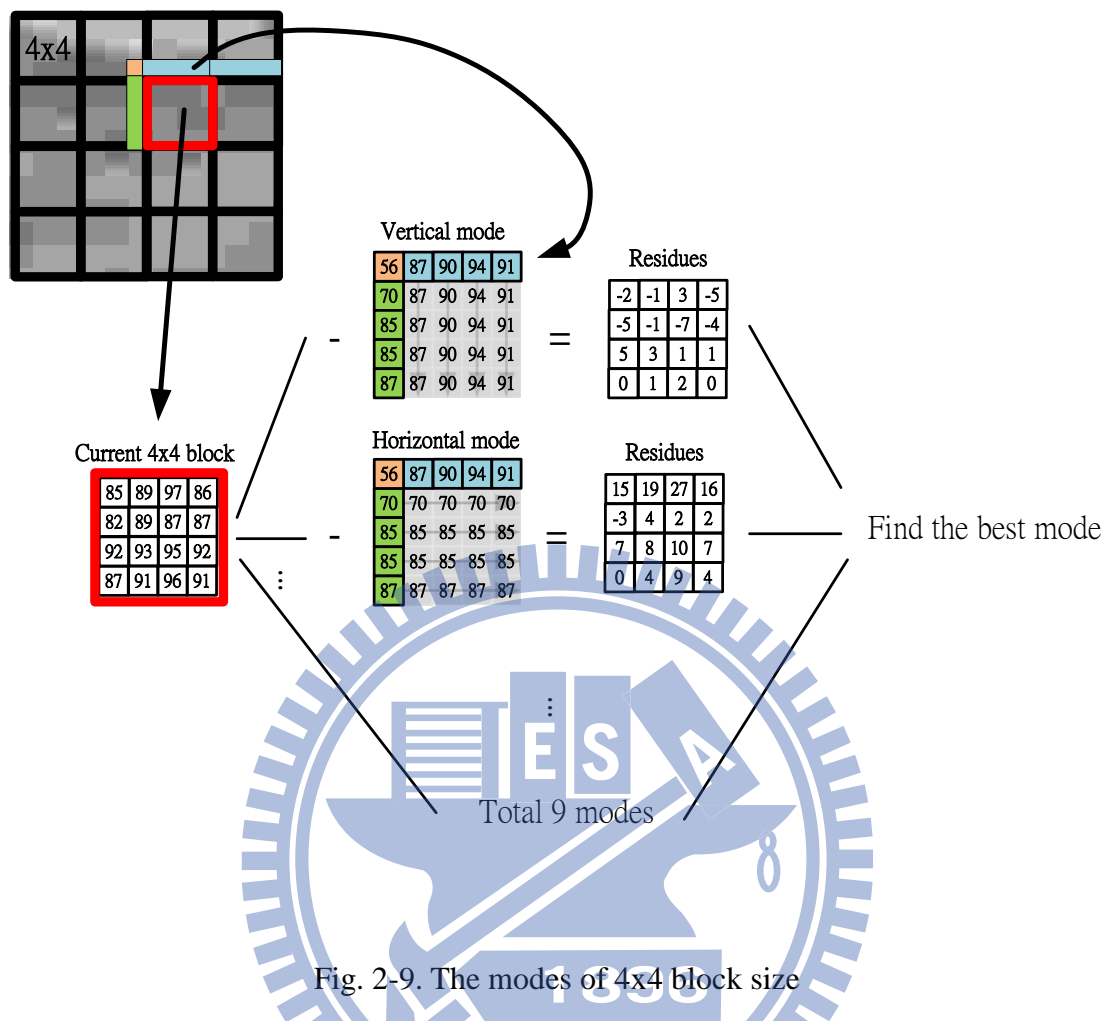 4x4
Vertical mode
56 87 90 94 91
70 87 90 94 91
85 87 90 94 91
85 87 90 94 91
87 87 90 94 91
-
=
Residues
-2 -1 3 -5
-5 -1 -7 -4
5 3 1 1
0 1 2 0
Current 4x4 block
85 89 97 86
82 89 87 87
92 93 95 92
87 91 96 91
Horizontal mode
56 87 90 94 91
70 70 70 70 70
85 85 85 85 85
85 85 85 85 85
87 87 87 87 87
-
=
Residues
15 19 27 16
-3 4 2 2
7 8 10 7
0 4 9 4
Find the best mode
...
...
Total 9 modes
E S A
8
1896
Fig. 2-9. The modes of 4x4 block size